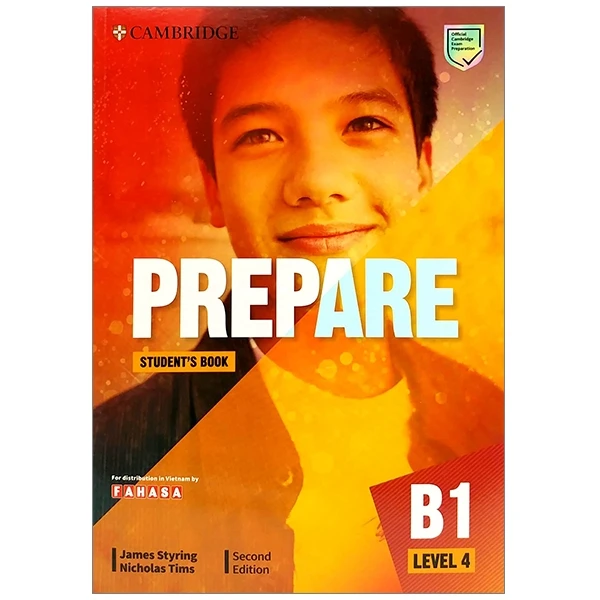 CAMBRIDGE
Official
Cambridge
Exam
Preparation
PREPARE
STUDENT'S BOOK
For distribution in Vietnam by
FAHASA
B1
LEVEL 4
James Styring
Nicholas Tims
Second
Edition